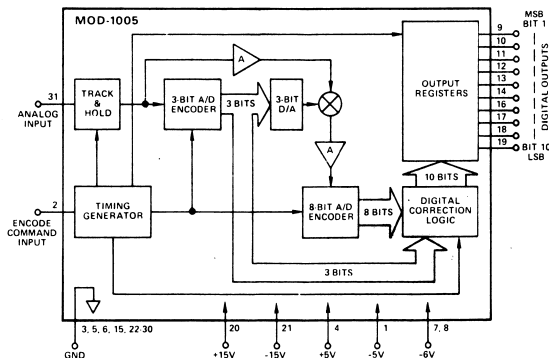 MOD-1005
MSB
BIT 1
9
10
11
12
13
14
16
17
18
19
BIT 10
LSB
DIGITAL OUTPUTS
31
ANALOG
INPUT
TRACK
&
HOLD
A
3-BIT A/D
ENCODER
3 BITS
3-BIT
D/A
A
OUTPUT
REGISTERS
10 BITS
2
ENCODE
COMMAND
INPUT
TIMING
GENERATOR
8-BIT A/D
ENCODER
8 BITS
DIGITAL
CORRECTION
LOGIC
3 BITS
3, 5, 6, 15, 22-30
20
21
4
1
7, 8
GND
+15V
-15V
+5V
-5V
-6V